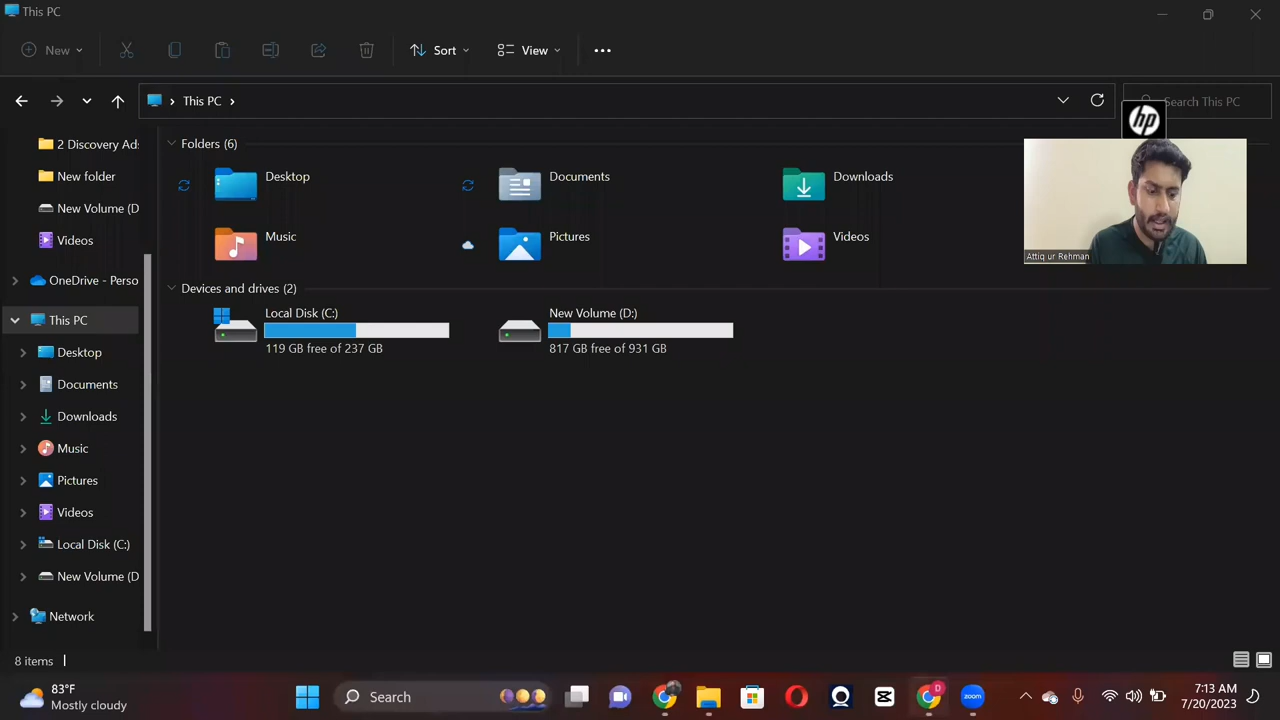 This PC
New
Sort
View
This PC
Search This PC
hp
2 Discovery Ad
New folder
New Volume (D
Videos
OneDrive - Perso
This PC
Desktop
Documents
Downloads
Music
Pictures
Videos
Local Disk (C:)
New Volume (D
Network
Folders (6)
Desktop
Documents
Downloads
Music
Pictures
Videos
Devices and drives (2)
Local Disk (C:)
119 GB free of 237 GB
New Volume (D:)
817 GB free of 931 GB
Attiq ur Rehman
8 items
83°F
Mostly cloudy
Search
D
zoom
7:13 AM
7/20/2023